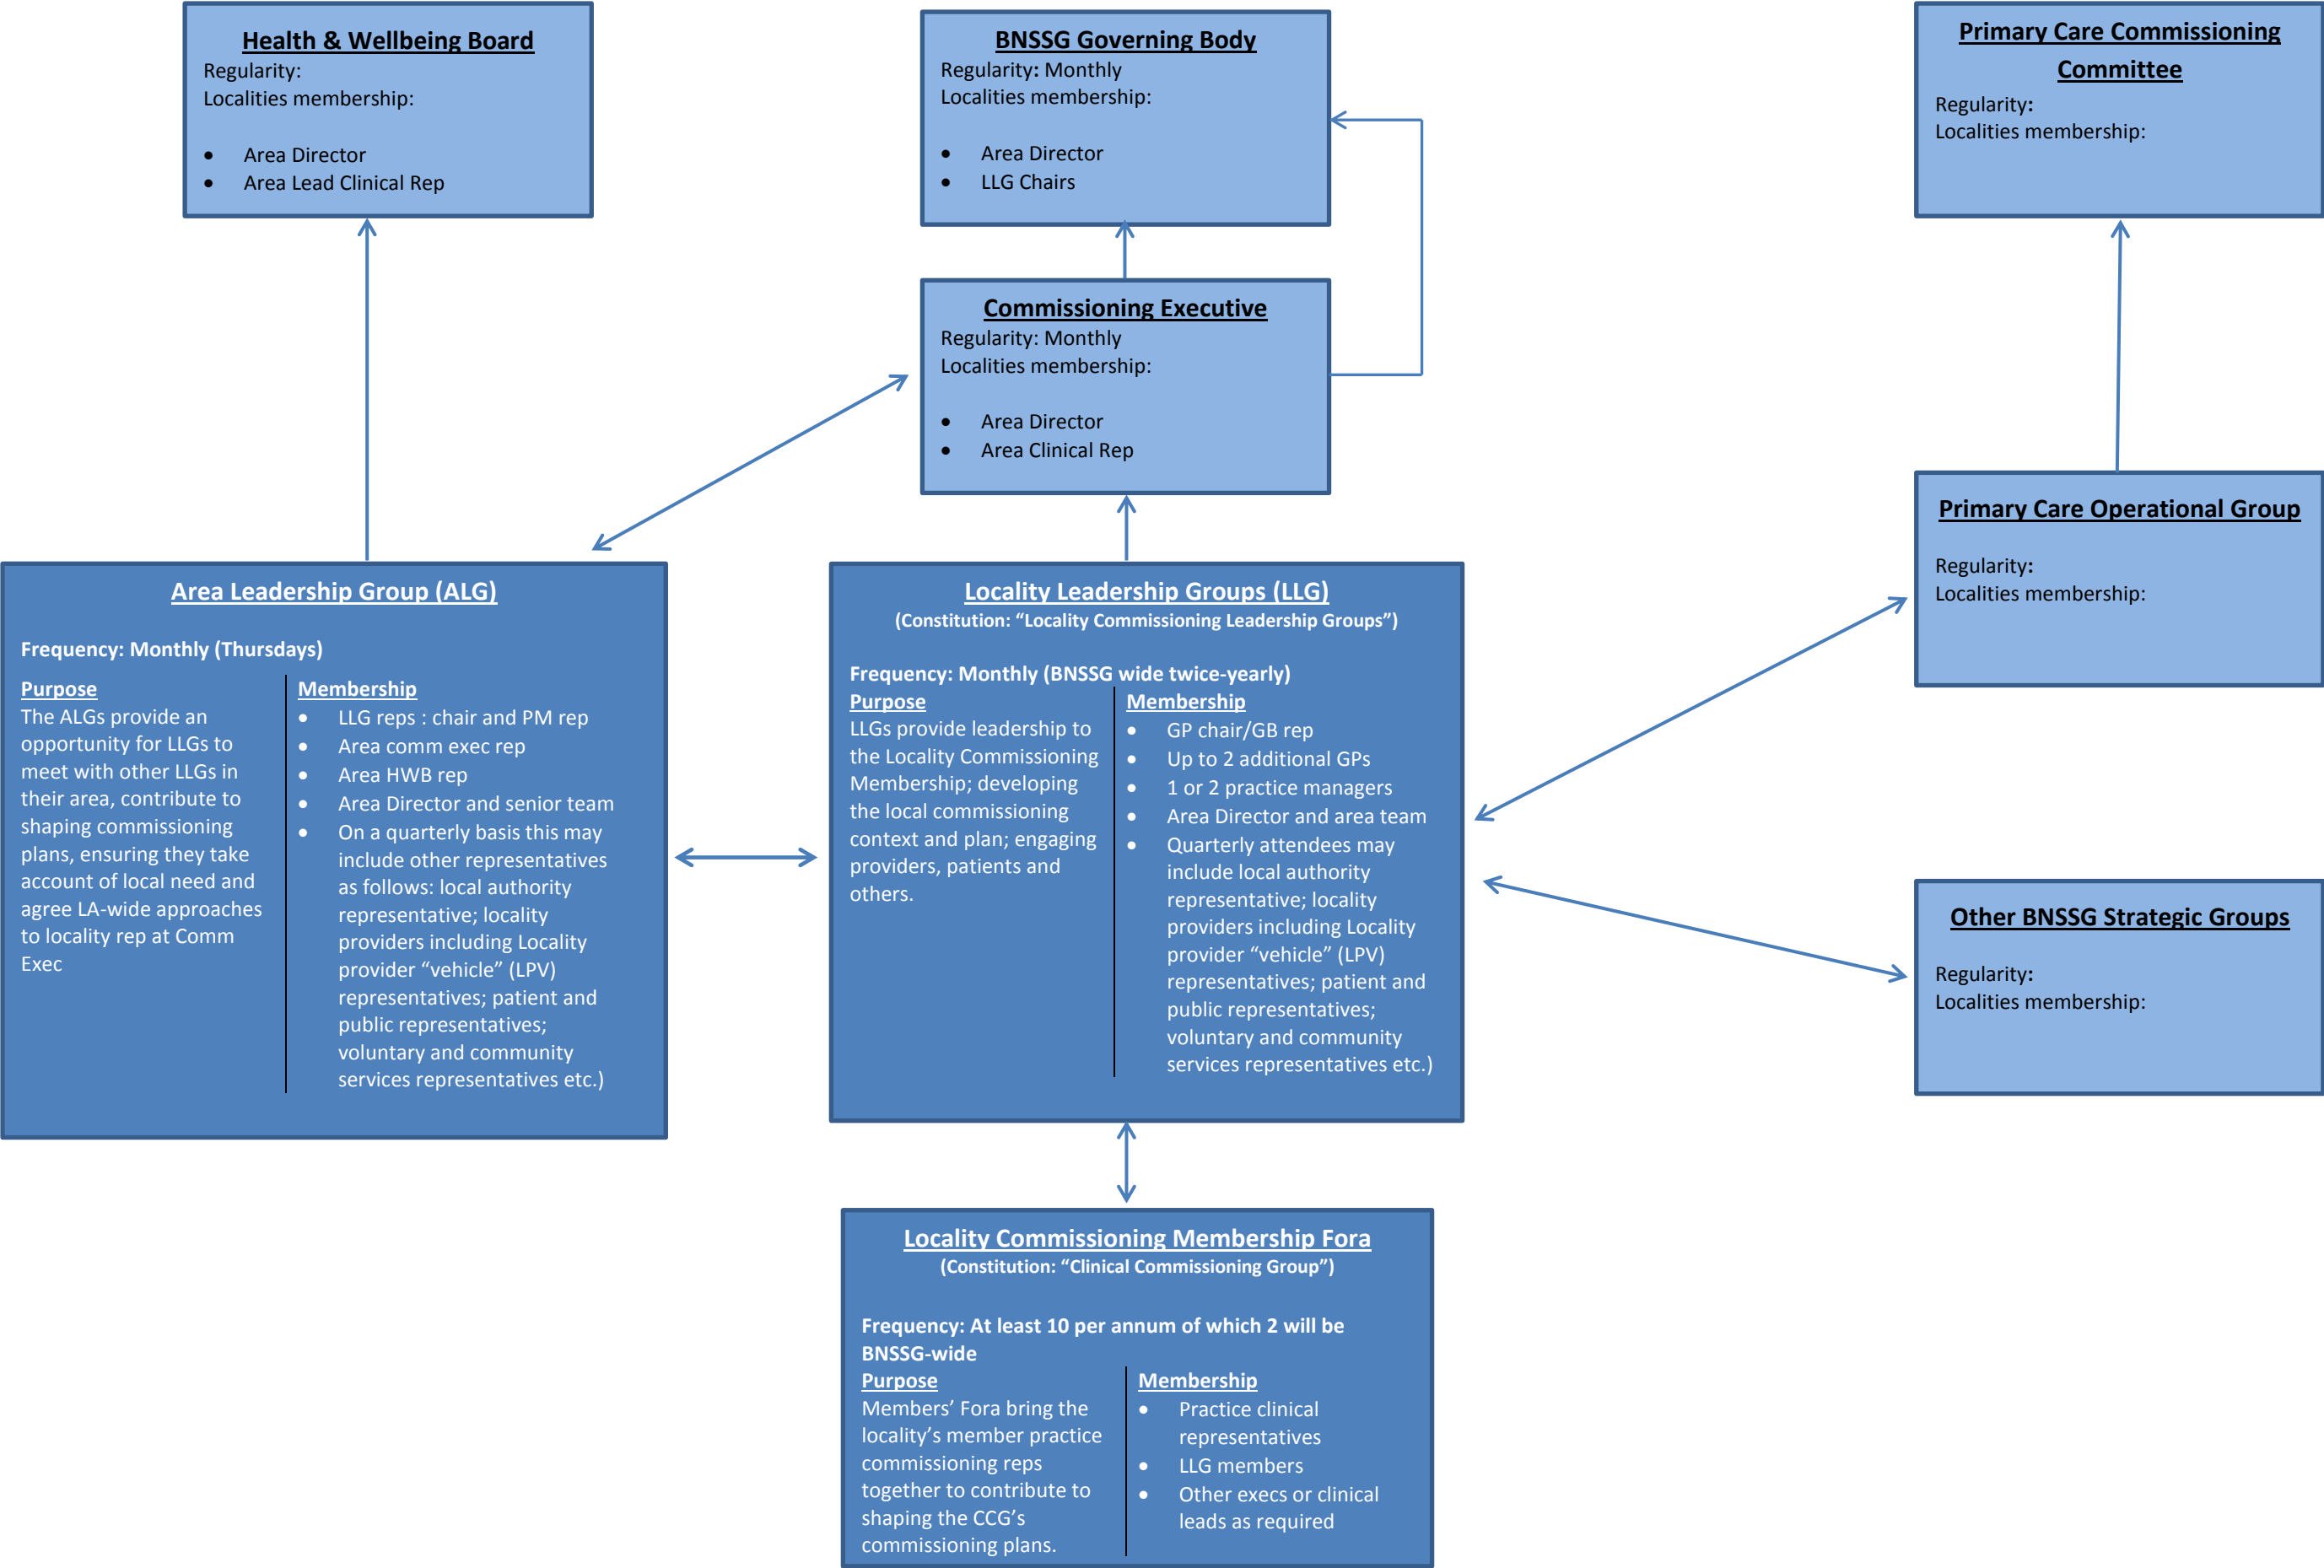 Health & Wellbeing Board
Regularity:
Localities membership:
• Area Director
• Area Lead Clinical Rep
BNSSG Governing Body
Regularity: Monthly
Localities membership:
• Area Director
• LLG Chairs
Primary Care Commissioning
Committee
Regularity:
Localities membership:
Commissioning Executive
Regularity: Monthly
Localities membership:
• Area Director
• Area Clinical Rep
Primary Care Operational Group
Regularity:
Localities membership:
Area Leadership Group (ALG)
Frequency: Monthly (Thursdays)
Purpose
The ALGs provide an
opportunity for LLGs to
meet with other LLGs in
their area, contribute to
shaping commissioning
plans, ensuring they take
account of local need and
agree LA-wide approaches
to locality rep at Comm
Exec
Membership
• LLG reps : chair and PM rep
• Area comm exec rep
• Area HWB rep
• Area Director and senior team
• On a quarterly basis this may
include other representatives
as follows: local authority
representative; locality
providers including Locality
provider “vehicle” (LPV)
representatives; patient and
public representatives;
voluntary and community
services representatives etc.)
Locality Leadership Groups (LLG)
(Constitution: “Locality Commissioning Leadership Groups”)
Frequency: Monthly (BNSSG wide twice-yearly)
Purpose
LLGs provide leadership to
the Locality Commissioning
Membership; developing
the local commissioning
context and plan; engaging
providers, patients and
others.
Membership
• GP chair/GB rep
• Up to 2 additional GPs
• 1 or 2 practice managers
• Area Director and area team
• Quarterly attendees may
include local authority
representative; locality
providers including Locality
provider “vehicle” (LPV)
representatives; patient and
public representatives;
voluntary and community
services representatives etc.)
Other BNSSG Strategic Groups
Regularity:
Localities membership:
Locality Commissioning Membership Fora
(Constitution: “Clinical Commissioning Group”)
Frequency: At least 10 per annum of which 2 will be
BNSSG-wide
Purpose
Members’ Fora bring the
locality’s member practice
commissioning reps
together to contribute to
shaping the CCG’s
commissioning plans.
Membership
• Practice clinical
representatives
• LLG members
• Other execs or clinical
leads as required